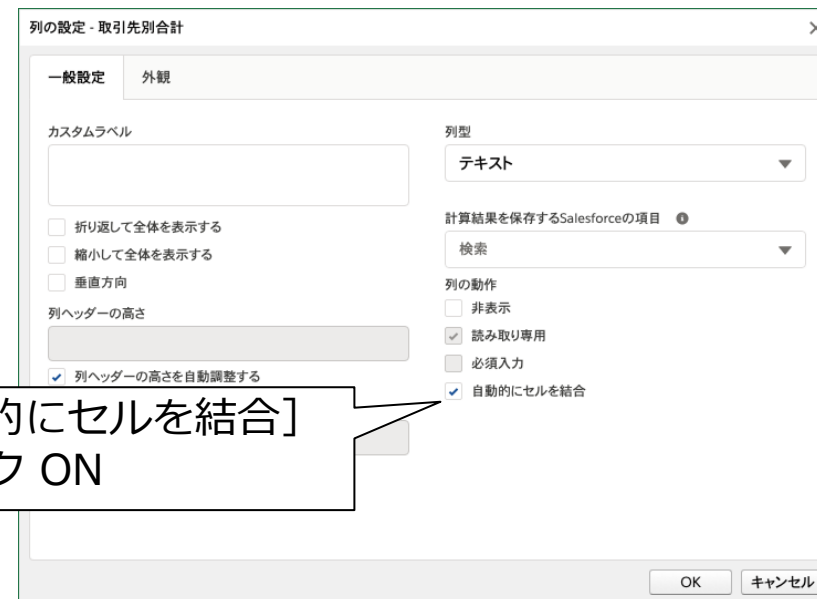 列の設定 - 取引先別合計
一般設定
外観
カスタムラベル
折り返して全体を表示する
縮小して全体を表示する
垂直方向
列ヘッダーの高さ
列ヘッダーの高さを自動調整する
列型
テキスト
計算結果を保存するSalesforceの項目
検索
列の動作
非表示
読み取り専用
必須入力
自動的にセルを結合
的にセルを結合]
ク ON
OK
キャンセル